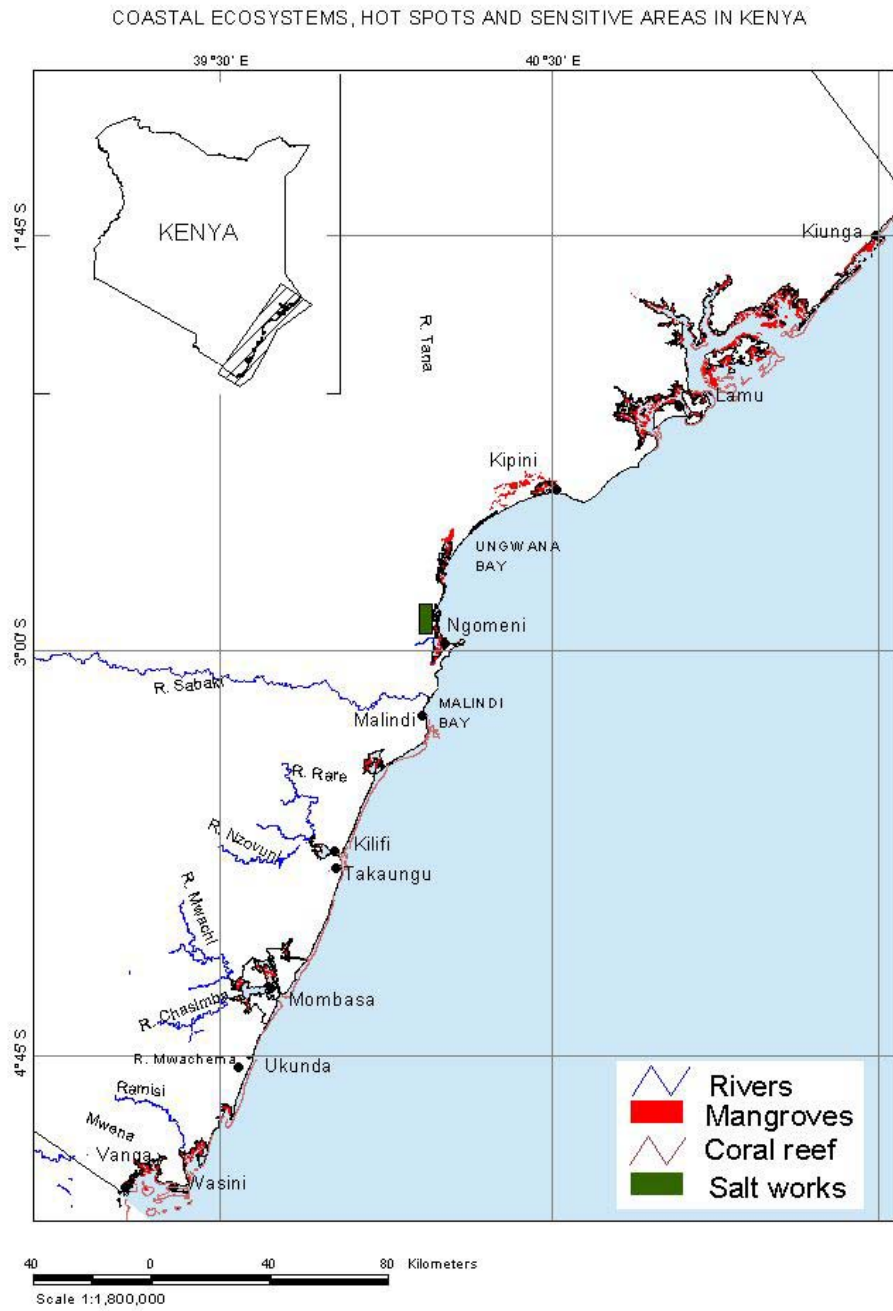 COASTAL ECOSYSTEMS, HOT SPOTS AND SENSITIVE AREAS IN KENYA
39°30' E
40°30' E
1°45' S
KENYA
Kiunga
R. Tana
Lamu
Kipini
UNGWANA
BAY
Ngomeni
3°00' S
R. Sabaki
MALINDI
BAY
Malindi
R. Rare
R. Nzovuni
Kilifi
Takaungu
R. Mwachi
Mombasa
R. Chasimba
4°45' S
R. Mwachema
Ukunda
Ramisi
Mwena
Vanga
Wasini
Rivers
Mangroves
Coral reef
Salt works
40 0 40 80 Kilometers
Scale 1:1,800,000